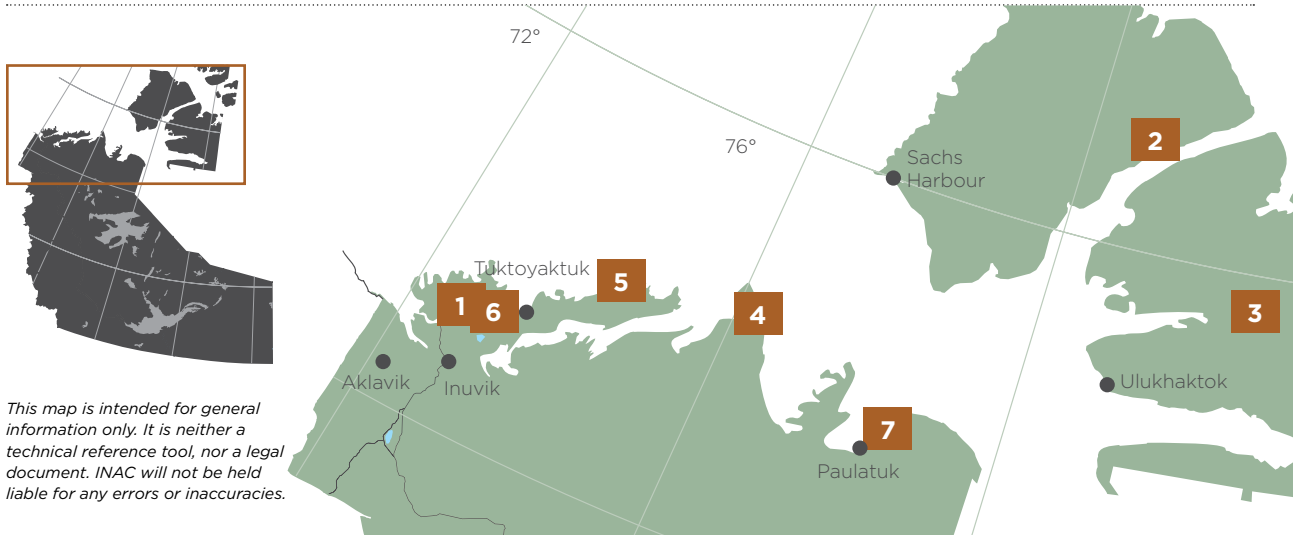 72°
76°
2
Sachs
Harbour
Tuktoyaktuk
5
1
6
4
3
Aklavik
Inuvik
Ulukhaktok
7
Paulatuk
This map is intended for general
information only. It is neither a
technical reference tool, nor a legal
document. INAC will not be held
liable for any errors or inaccuracies.